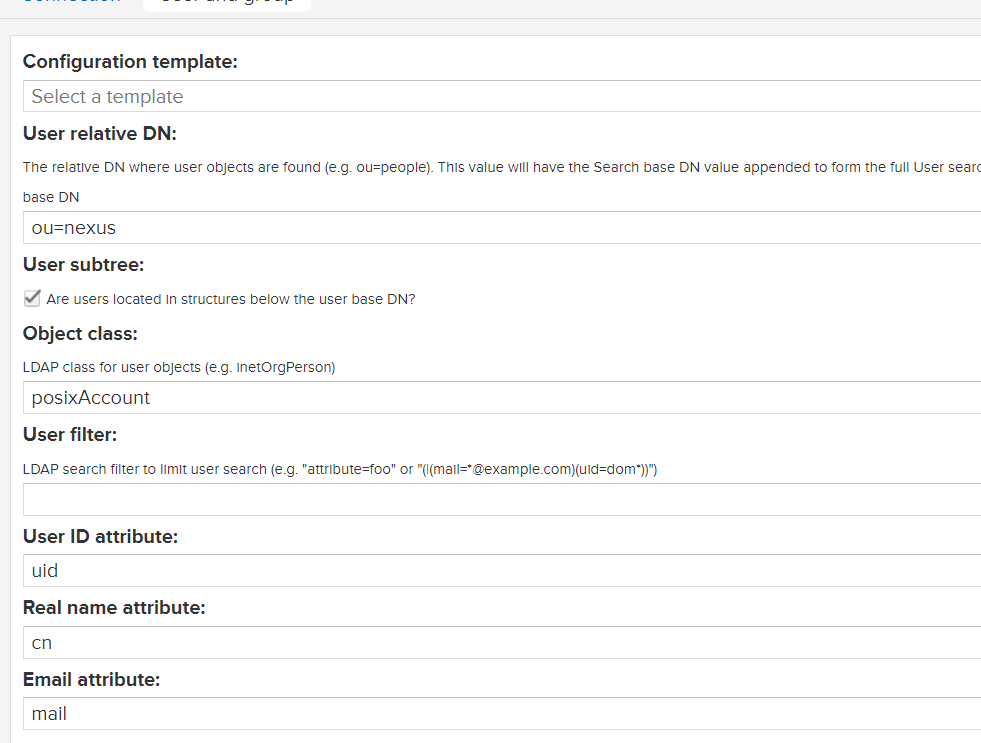 Configuration template:
Select a template
User relative DN:
The relative DN where user objects are found (e.g. ou=people). This value will have the Search base DN value appended to form the full User searc
base DN
ou=nexus
User subtree:
Are users located in structures below the user base DN?
Object class:
LDAP class for user objects (e.g. inetOrgPerson)
posixAccount
User filter:
LDAP search filter to limit user search (e.g. "attribute=foo" or "(|(mail=*@example.com)(uid=dom*))")
User ID attribute:
uid
Real name attribute:
cn
Email attribute:
mail